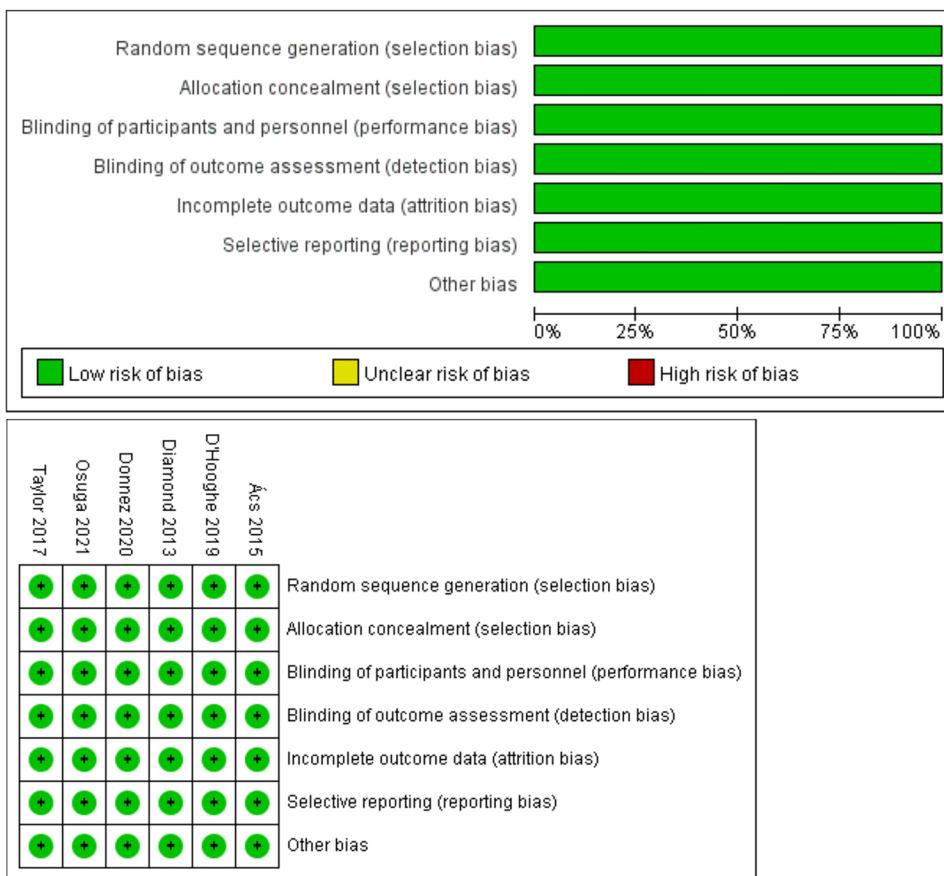 Random sequence generation (selection bias)
Allocation concealment (selection bias)
Blinding of participants and personnel (performance bias)
Blinding of outcome assessment (detection bias)
Incomplete outcome data (attrition bias)
Selective reporting (reporting bias)
Other bias
0% 25% 50% 75% 100%
Low risk of bias Unclear risk of bias High risk of bias
Taylor 2017
Osuga 2021
Donnez 2020
Diamond 2013
D'Hooghe 2019
Ács 2015
+ + + + + + Random sequence generation (selection bias)
+ + + + + + Allocation concealment (selection bias)
+ + + + + + Blinding of participants and personnel (performance bias)
+ + + + + + Blinding of outcome assessment (detection bias)
+ + + + + + Incomplete outcome data (attrition bias)
+ + + + + + Selective reporting (reporting bias)
+ + + + + + Other bias